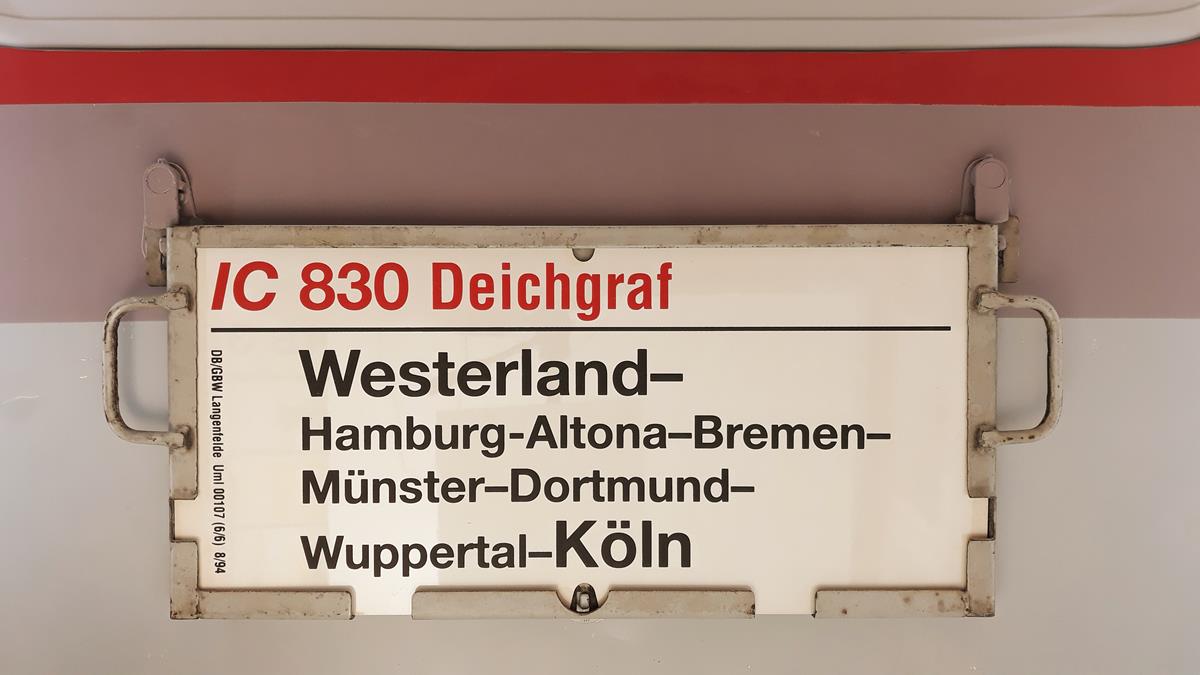 IC 830 Deichgraf
Westerland–
Hamburg-Altona–Bremen–
Münster–Dortmund–
Wuppertal–Köln
DB/GBW Langenfelde Uml 00107 (6/6) 8/94